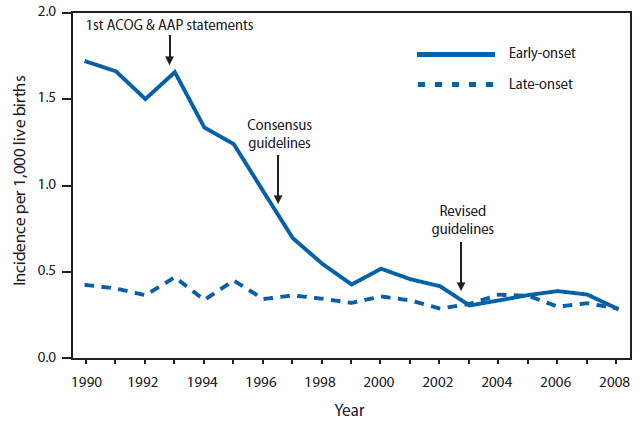 2.0
1st ACOG & AAP statements
Early-onset
Late-onset
1.5
Consensus
guidelines
1.0
Revised
guidelines
0.5
0.0
Incidence per 1,000 live births
1990 1992 1994 1996 1998 2000 2002 2004 2006 2008
Year